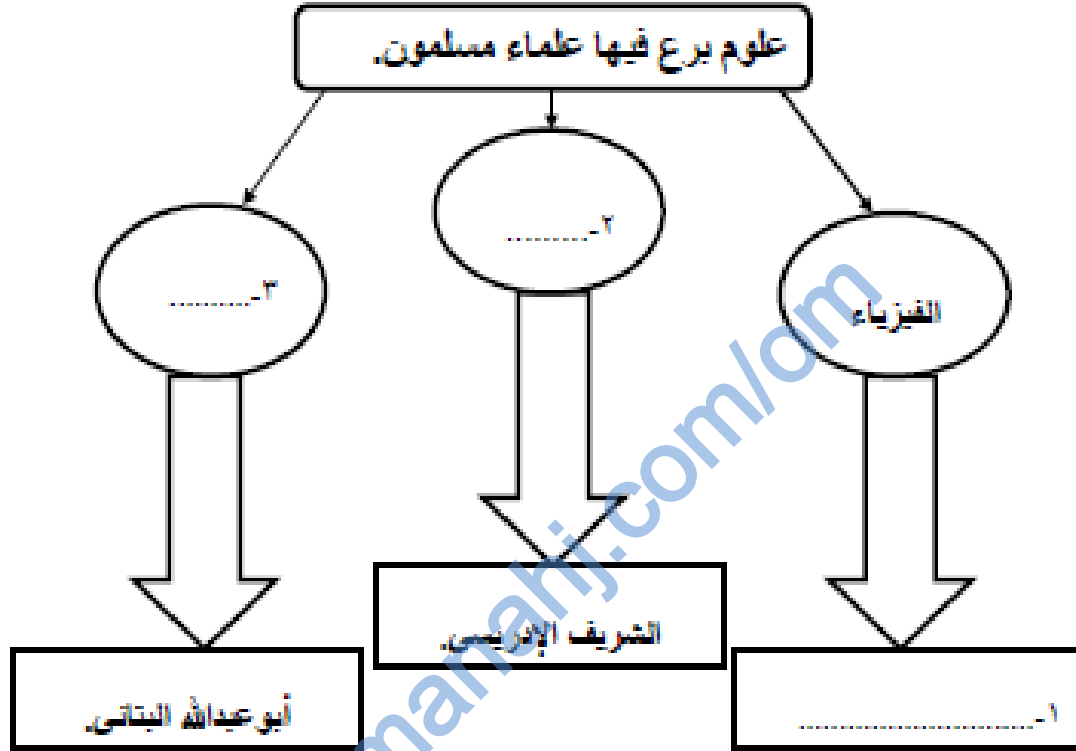 علوم برع فيها علماء مسلمون.
الفيزياء
٢-..........
٣-..........
١-............................
الشريف الإدريسي.
أبو عبدالله البتاني.
manahj.com/om